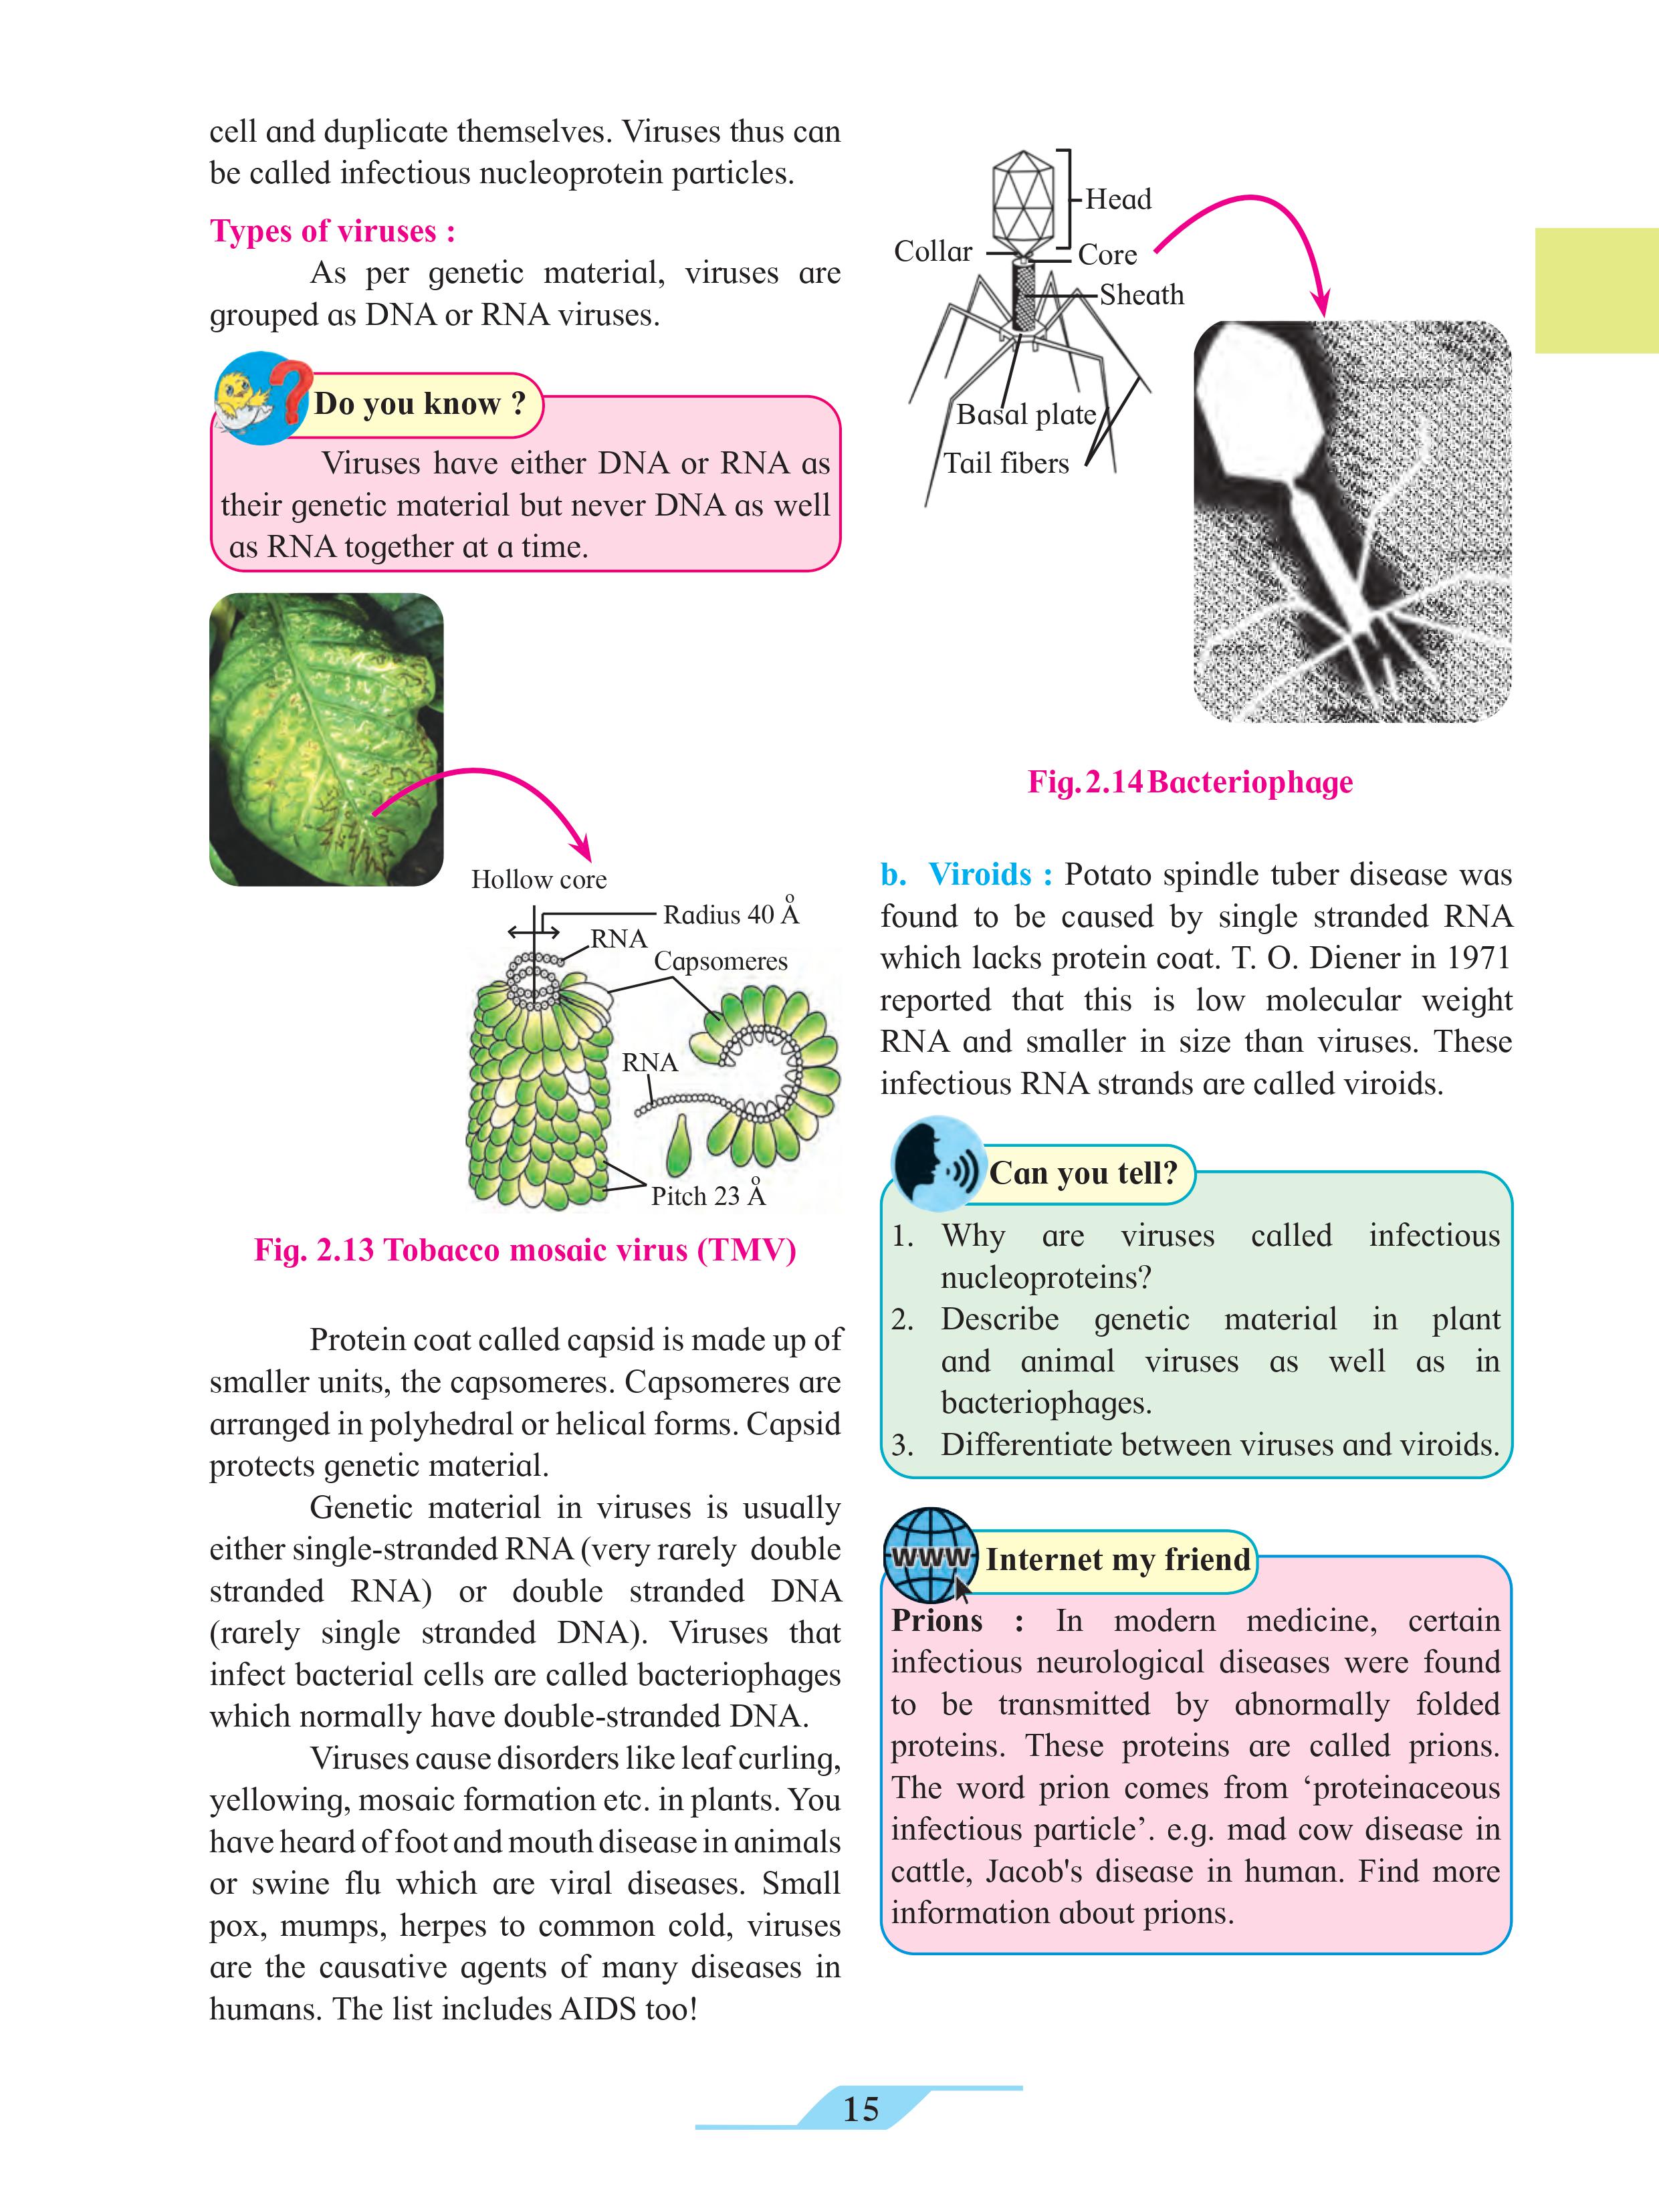 cell and duplicate themselves. Viruses thus can
be called infectious nucleoprotein particles.
Types of viruses :
As per genetic material, viruses are
grouped as DNA or RNA viruses.
Do you know ?
Viruses have either DNA or RNA as
their genetic material but never DNA as well
as RNA together at a time.
Hollow core
Radius 40 Å
RNA
Capsomeres
RNA
Pitch 23 Å
Fig. 2.13 Tobacco mosaic virus (TMV)
Protein coat called capsid is made up of
smaller units, the capsomeres. Capsomeres are
arranged in polyhedral or helical forms. Capsid
protects genetic material.
Genetic material in viruses is usually
either single-stranded RNA (very rarely double
stranded RNA) or double stranded DNA
(rarely single stranded DNA). Viruses that
infect bacterial cells are called bacteriophages
which normally have double-stranded DNA.
Viruses cause disorders like leaf curling,
yellowing, mosaic formation etc. in plants. You
have heard of foot and mouth disease in animals
or swine flu which are viral diseases. Small
pox, mumps, herpes to common cold, viruses
are the causative agents of many diseases in
humans. The list includes AIDS too!
Head
Collar
Core
Sheath
Basal plate
Tail fibers
Fig. 2.14 Bacteriophage
b. Viroids : Potato spindle tuber disease was
found to be caused by single stranded RNA
which lacks protein coat. T. O. Diener in 1971
reported that this is low molecular weight
RNA and smaller in size than viruses. These
infectious RNA strands are called viroids.
Can you tell?
1. Why are viruses called infectious
nucleoproteins?
2. Describe genetic material in plant
and animal viruses as well as in
bacteriophages.
3. Differentiate between viruses and viroids.
www
Internet my friend
Prions : In modern medicine, certain
infectious neurological diseases were found
to be transmitted by abnormally folded
proteins. These proteins are called prions.
The word prion comes from ‘proteinaceous
infectious particle’. e.g. mad cow disease in
cattle, Jacob's disease in human. Find more
information about prions.
15